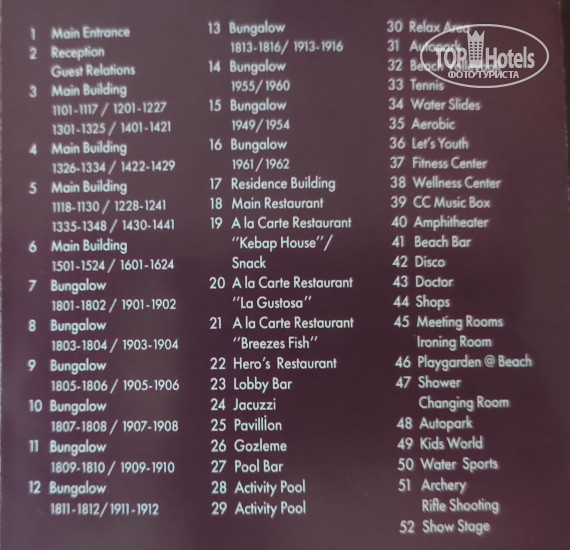 1 Main Entrance
2 Reception
Guest Relations
3 Main Building
1101-1117 / 1201-1227
1301-1325 / 1401-1421
4 Main Building
1326-1334 / 1422-1429
5 Main Building
1118-1130 / 1228-1241
1335-1348 / 1430-1441
6 Main Building
1501-1524 / 1601-1624
7 Bungalow
1801-1802 / 1901-1902
8 Bungalow
1803-1804 / 1903-1904
9 Bungalow
1805-1806 / 1905-1906
10 Bungalow
1807-1808 / 1907-1908
11 Bungalow
1809-1810 / 1909-1910
12 Bungalow
1811-1812/1911-1912
13 Bungalow
1813-1816/ 1913-1916
14 Bungalow
1955/1960
15 Bungalow
1949/1954
16 Bungalow
1961/1962
17 Residence Building
18 Main Restaurant
19 A la Carte Restaurant
"Kebap House"/
Snack
20 A la Carte Restaurant
"La Gustosa"
21 A la Carte Restaurant
"Breezes Fish"
22 Hero's Restaurant
23 Lobby Bar
24 Jacuzzi
25 Pavillion
26 Gozleme
27 Pool Bar
28 Activity Pool
29 Activity Pool
30 Relax Area
31 Autopark
32 Beach Volleyball
33 Tennis
34 Water Slides
35 Aerobic
36 Let's Youth
37 Fitness Center
38 Wellness Center
39 CC Music Box
40 Amphitheater
41 Beach Bar
42 Disco
43 Doctor
44 Shops
45 Meeting Rooms
Ironing Room
46 Playgarden @ Beach
47 Shower
Changing Room
48 Autopark
49 Kids World
50 Water Sports
51 Archery
Rifle Shooting
52 Show Stage
TOP Hotels
ФОТО ТУРИСТА